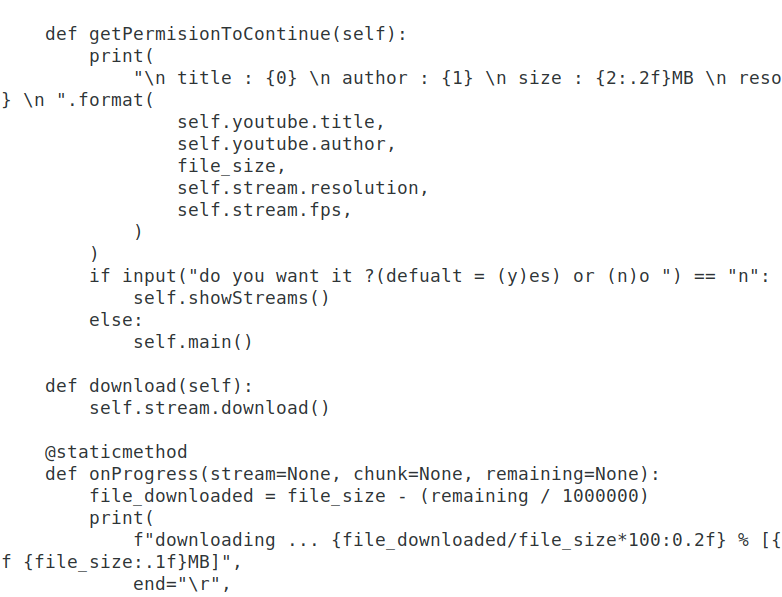 def getPermisionToContinue(self):
        print(
            "\n title : {0} \n author : {1} \n size : {2:.2f}MB \n reso
} \n ".format(
                self.youtube.title,
                self.youtube.author,
                file_size,
                self.stream.resolution,
                self.stream.fps,
            )
        )
        if input("do you want it ?(defualt = (y)es) or (n)o ") == "n":
            self.showStreams()
        else:
            self.main()

    def download(self):
        self.stream.download()

    @staticmethod
    def onProgress(stream=None, chunk=None, remaining=None):
        file_downloaded = file_size - (remaining / 1000000)
        print(
            f"downloading ... {file_downloaded/file_size*100:0.2f} % [{
f {file_size:.1f}MB]",
            end="\r",